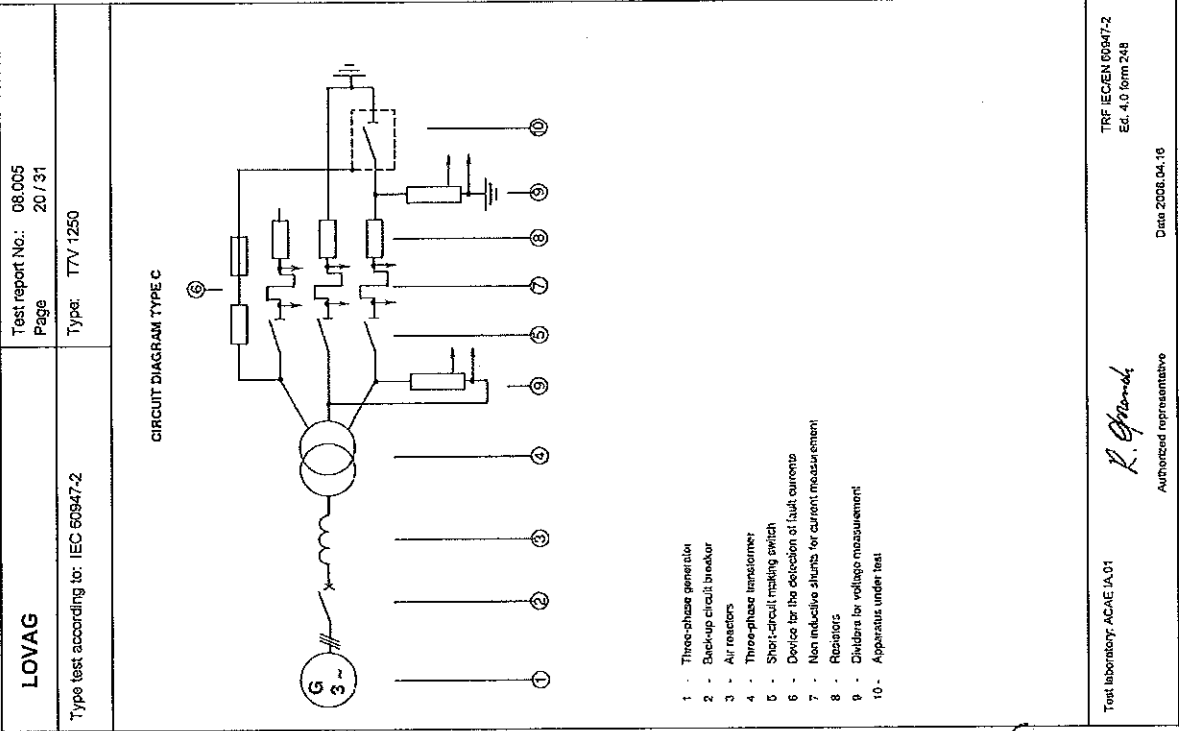 LOVAG
Test report No.: 08.005
Page 20 / 31
Type test according to: IEC 60947-2
Type: T7V 1250
CIRCUIT DIAGRAM TYPE C
6
G
3 ~
1
2
3
4
9
5
7
8
9
10
1 - Three-phase generator
2 - Back-up circuit breaker
3 - Air reactors
4 - Three-phase transformer
5 - Short-circuit making switch
6 - Device for the detection of fault currents
7 - Non inductive shunts for current measurement
8 - Resistors
9 - Dividers for voltage measurement
10 - Apparatus under test
Test laboratory: ACAE IA.01
Authorized representative
Date 2008.04.16
TRF IEC/EN 60947-2
Ed. 4.0 form 248